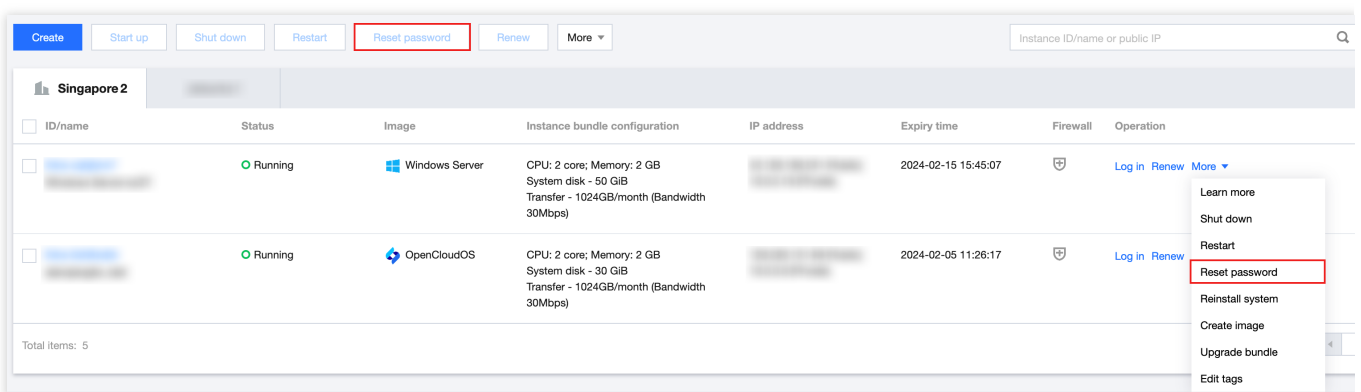 Create Start up Shut down Restart Reset password Renew More
Instance ID/name or public IP
Singapore 2
ID/name Status Image Instance bundle configuration IP address Expiry time Firewall Operation
Running Windows Server CPU: 2 core; Memory: 2 GB 2024-02-15 15:45:07 Log in Renew More
System disk - 50 GiB
Transfer - 1024GB/month (Bandwidth
30Mbps)
Learn more
Shut down
Restart
Running OpenCloudOS CPU: 2 core; Memory: 2 GB 2024-02-05 11:26:17 Log in Renew
System disk - 30 GiB
Transfer - 1024GB/month (Bandwidth
30Mbps)
Reset password
Reinstall system
Create image
Upgrade bundle
Edit tags
Total items: 5